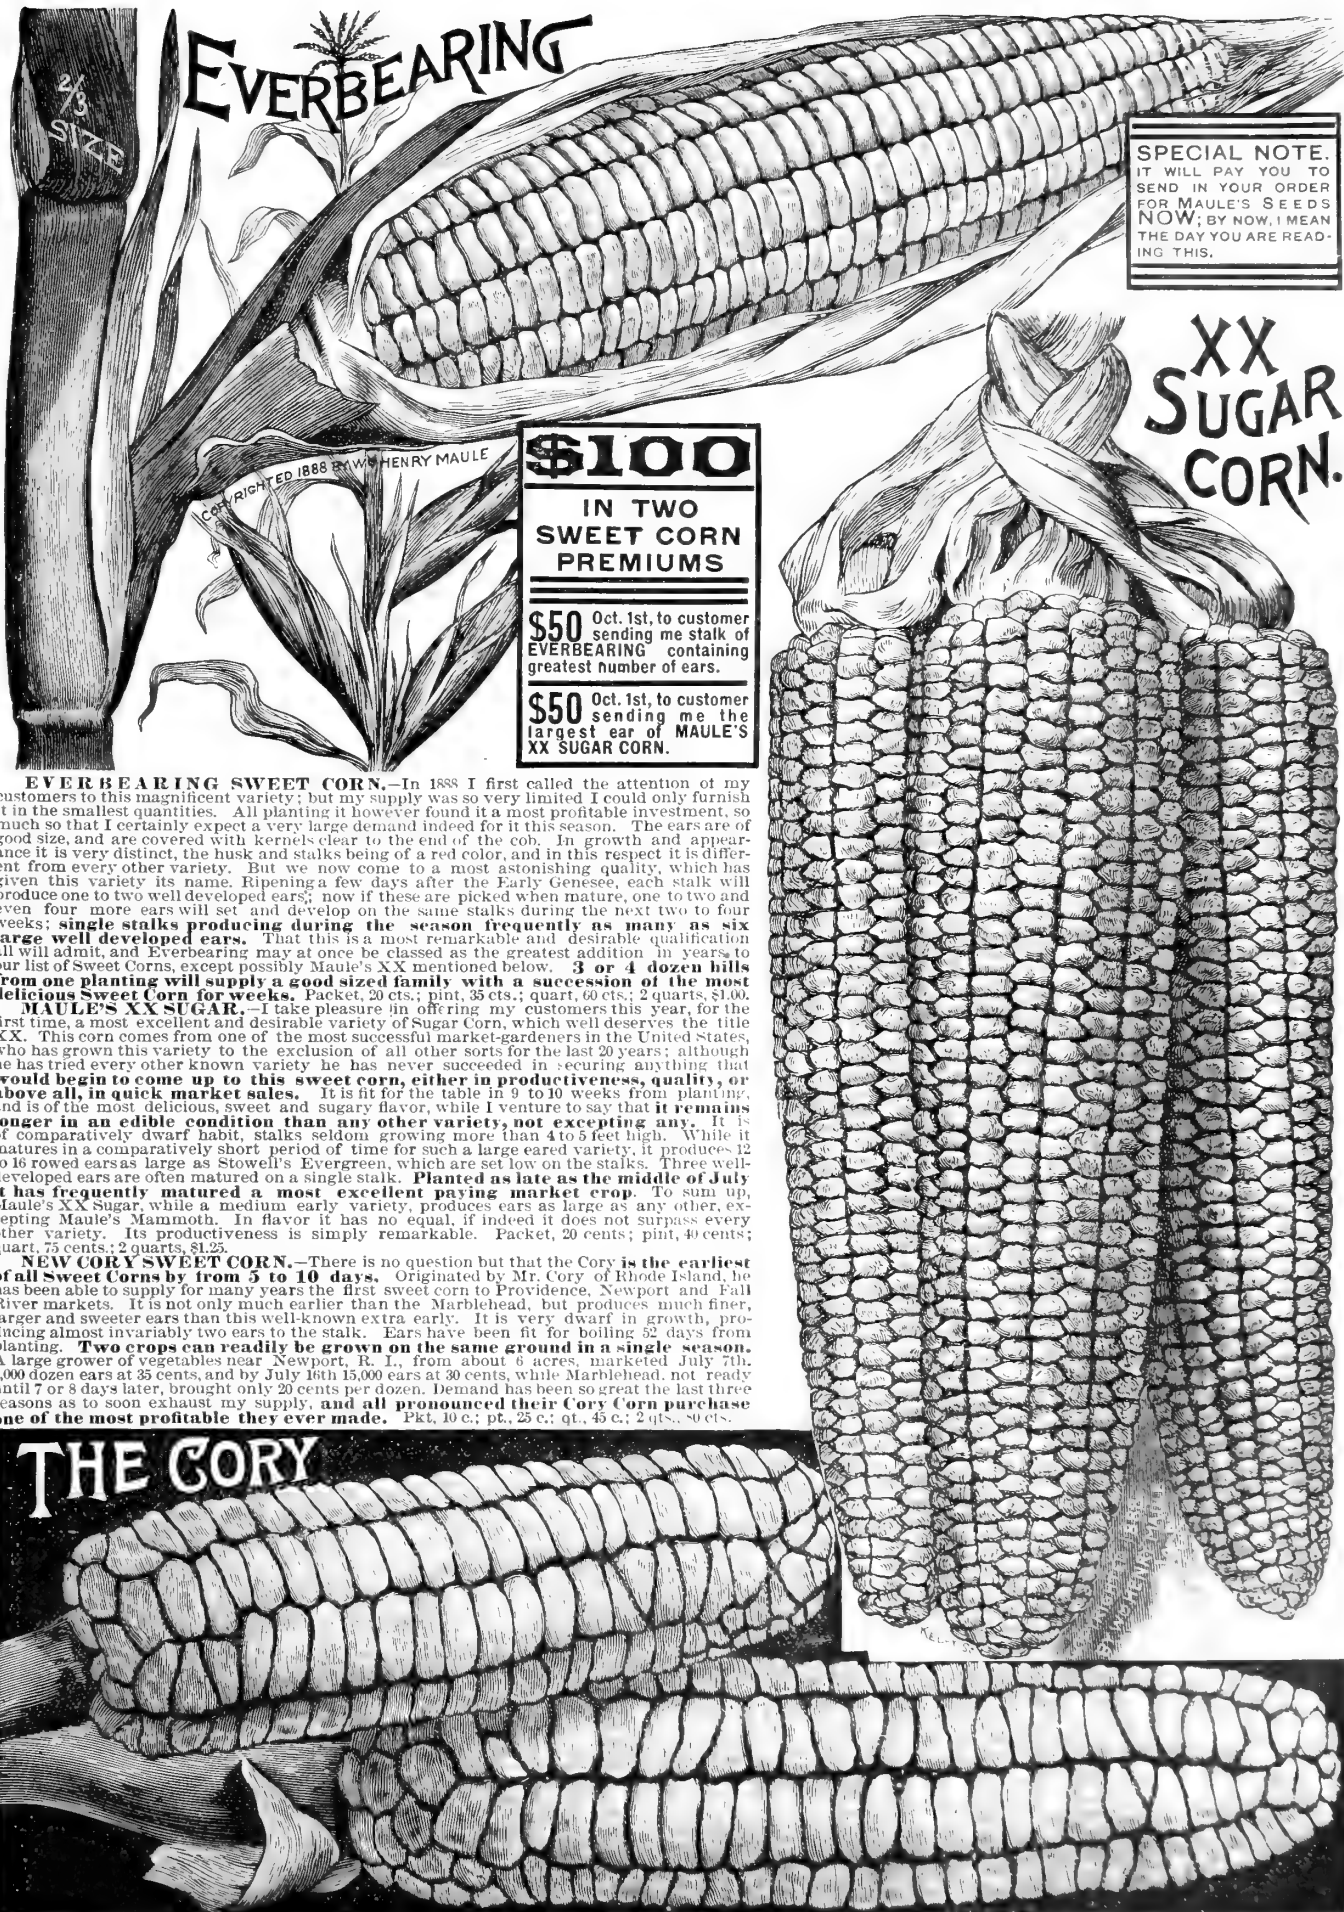 EVERBEARING
2/3
SIZE
SPECIAL NOTE.
IT WILL PAY YOU TO
SEND IN YOUR ORDER
FOR MAULE'S SEEDS
NOW; BY NOW, I MEAN
THE DAY YOU ARE READ-
ING THIS.
XX
SUGAR
CORN.
COPYRIGHTED 1888 BY WM HENRY MAULE
$100
IN TWO
SWEET CORN
PREMIUMS
$50 Oct. 1st, to customer
sending me stalk of
EVERBEARING containing
greatest number of ears.
$50 Oct. 1st, to customer
sending me the
largest ear of MAULE'S
XX SUGAR CORN.
EVERBEARING SWEET CORN.—In 1888 I first called the attention of my
customers to this magnificent variety; but my supply was so very limited I could only furnish
it in the smallest quantities. All planting it however found it a most profitable investment, so
much so that I certainly expect a very large demand indeed for it this season. The ears are of
good size, and are covered with kernels clear to the end of the cob. In growth and appear-
ance it is very distinct, the husk and stalks being of a red color, and in this respect it is differ-
ent from every other variety. But we now come to a most astonishing quality, which has
given this variety its name. Ripening a few days after the Early Genesee, each stalk will
produce one to two well developed ears; now if these are picked when mature, one to two and
even four more ears will set and develop on the same stalks during the next two to four
weeks; single stalks producing during the season frequently as many as six
large well developed ears. That this is a most remarkable and desirable qualification
all will admit, and Everbearing may at once be classed as the greatest addition in years to
our list of Sweet Corns, except possibly Maule's XX mentioned below. 3 or 4 dozen hills
from one planting will supply a good sized family with a succession of the most
delicious Sweet Corn for weeks. Packet, 20 cts.; pint, 35 cts.; quart, 60 cts.; 2 quarts, $1.00.
MAULE'S XX SUGAR.—I take pleasure in offering my customers this year, for the
first time, a most excellent and desirable variety of Sugar Corn, which well deserves the title
XX. This corn comes from one of the most successful market-gardeners in the United States,
who has grown this variety to the exclusion of all other sorts for the last 20 years; although
he has tried every other known variety he has never succeeded in securing anything that
would begin to come up to this sweet corn, either in productiveness, quality, or
above all, in quick market sales. It is fit for the table in 9 to 10 weeks from planting,
and is of the most delicious, sweet and sugary flavor, while I venture to say that it remains
longer in an edible condition than any other variety, not excepting any. It is
of comparatively dwarf habit, stalks seldom growing more than 4 to 5 feet high. While it
matures in a comparatively short period of time for such a large eared variety, it produces 12
to 16 rowed ears as large as Stowell's Evergreen, which are set low on the stalks. Three well-
developed ears are often matured on a single stalk. Planted as late as the middle of July
it has frequently matured a most excellent paying market crop. To sum up,
Maule's XX Sugar, while a medium early variety, produces ears as large as any other, ex-
cepting Maule's Mammoth. In flavor it has no equal, if indeed it does not surpass every
other variety. Its productiveness is simply remarkable. Packet, 20 cents; pint, 40 cents;
quart, 75 cents.; 2 quarts, $1.25.
NEW CORY SWEET CORN.—There is no question but that the Cory is the earliest
of all Sweet Corns by from 5 to 10 days. Originated by Mr. Cory of Rhode Island, he
has been able to supply for many years the first sweet corn to Providence, Newport and Fall
River markets. It is not only much earlier than the Marblehead, but produces much finer,
larger and sweeter ears than this well-known extra early. It is very dwarf in growth, pro-
ducing almost invariably two ears to the stalk. Ears have been fit for boiling 52 days from
planting. Two crops can readily be grown on the same ground in a single season.
A large grower of vegetables near Newport, R. I., from about 6 acres, marketed July 7th,
,000 dozen ears at 35 cents, and by July 16th 15,000 ears at 30 cents, while Marblehead, not ready
until 7 or 8 days later, brought only 20 cents per dozen. Demand has been so great the last three
seasons as to soon exhaust my supply, and all pronounced their Cory Corn purchase
one of the most profitable they ever made. Pkt, 10 c.; pt., 25 c.; qt., 45 c.; 2 qts., 80 cts.
THE CORY
BY WM HENRY MAULE